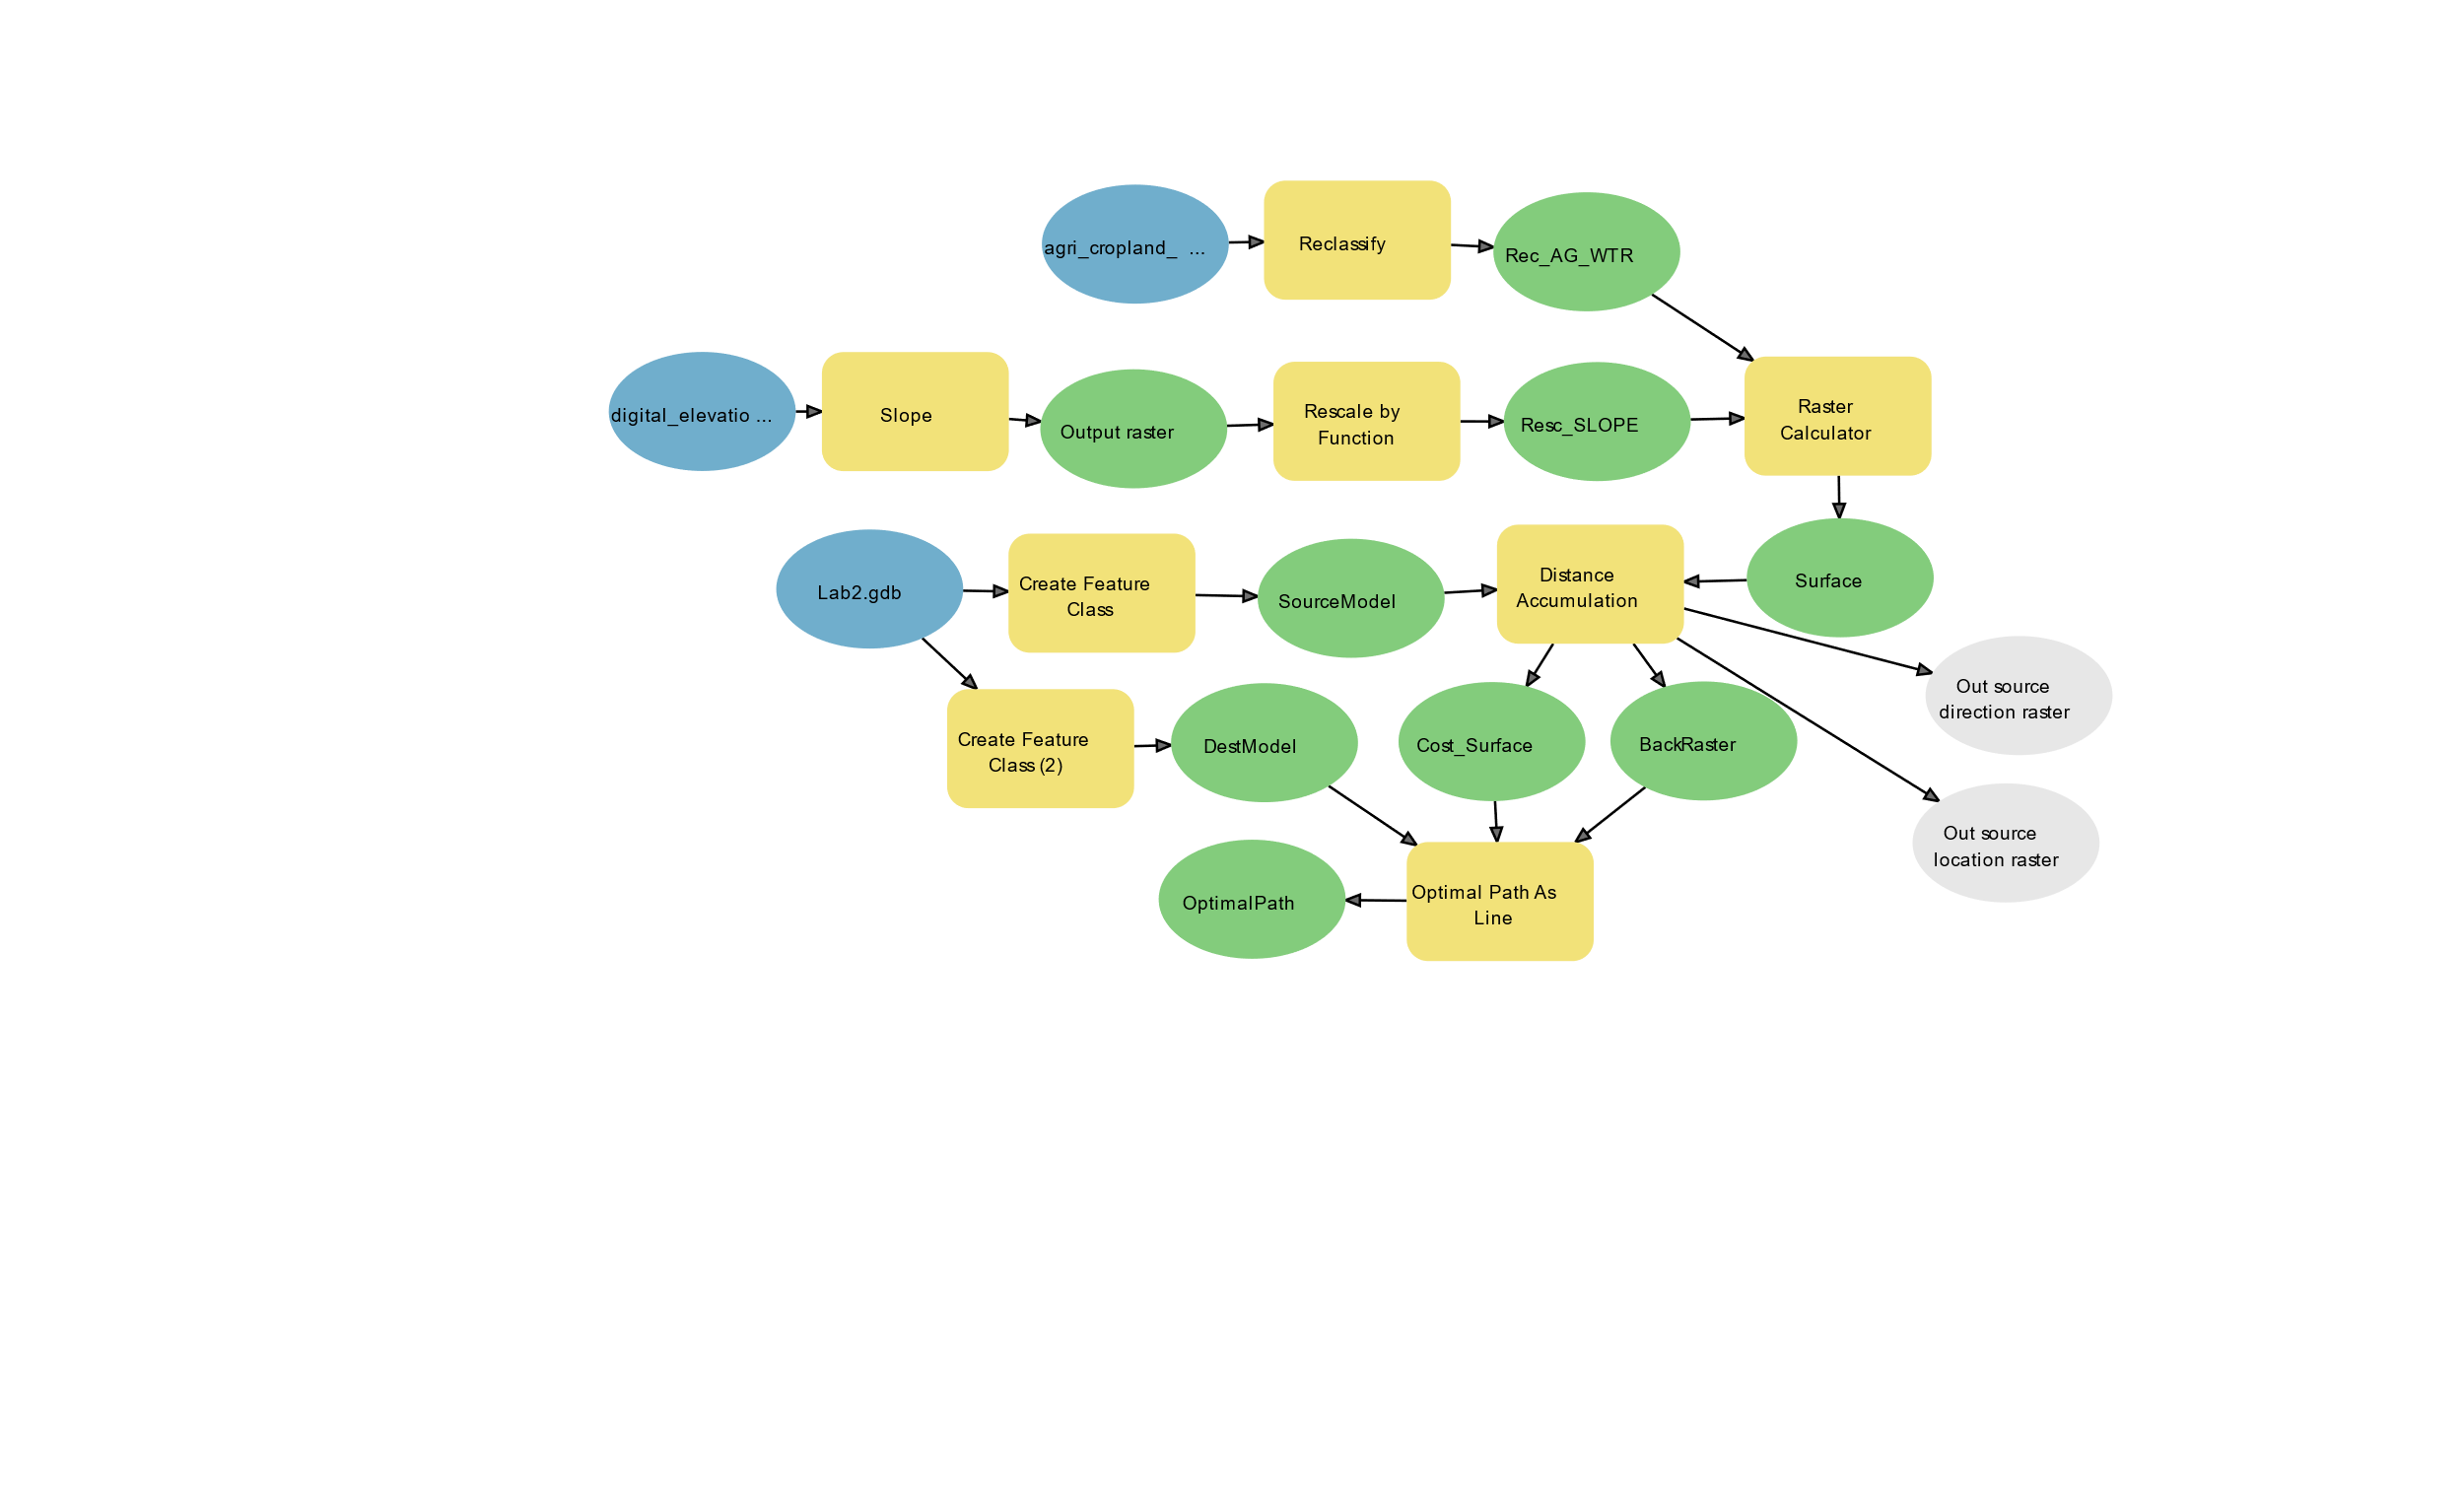 agri_cropland_ ...
Reclassify
Rec_AG_WTR
digital_elevatio ...
Slope
Output raster
Rescale by
Function
Resc_SLOPE
Raster
Calculator
Lab2.gdb
Create Feature
Class
SourceModel
Distance
Accumulation
Surface
Out source
direction raster
Create Feature
Class (2)
DestModel
Cost_Surface
BackRaster
Out source
location raster
OptimalPath
Optimal Path As
Line